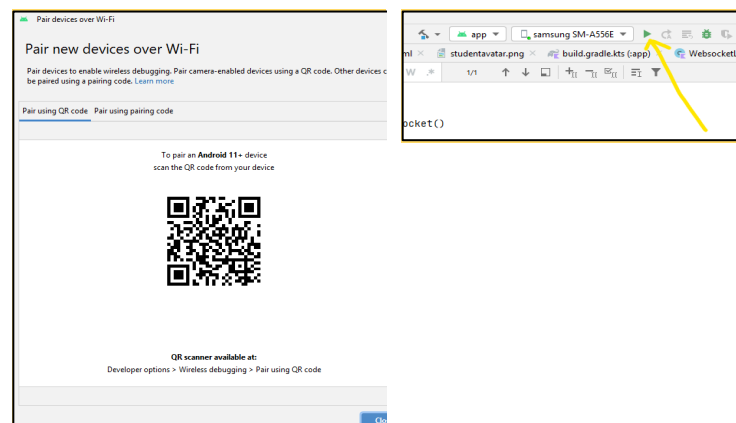 Pair devices over Wi-Fi
Pair new devices over Wi-Fi
Pair devices to enable wireless debugging. Pair camera-enabled devices using a QR code. Other devices c
be paired using a pairing code. Learn more
Pair using QR code Pair using pairing code
To pair an Android 11+ device
scan the QR code from your device
QR scanner available at:
Developer options > Wireless debugging > Pair using QR code
Clo
app samsung SM-A556E
ml studentavatar.png build.gradle.kts (:app) WebsocketL
W .* 1/1
ocket()